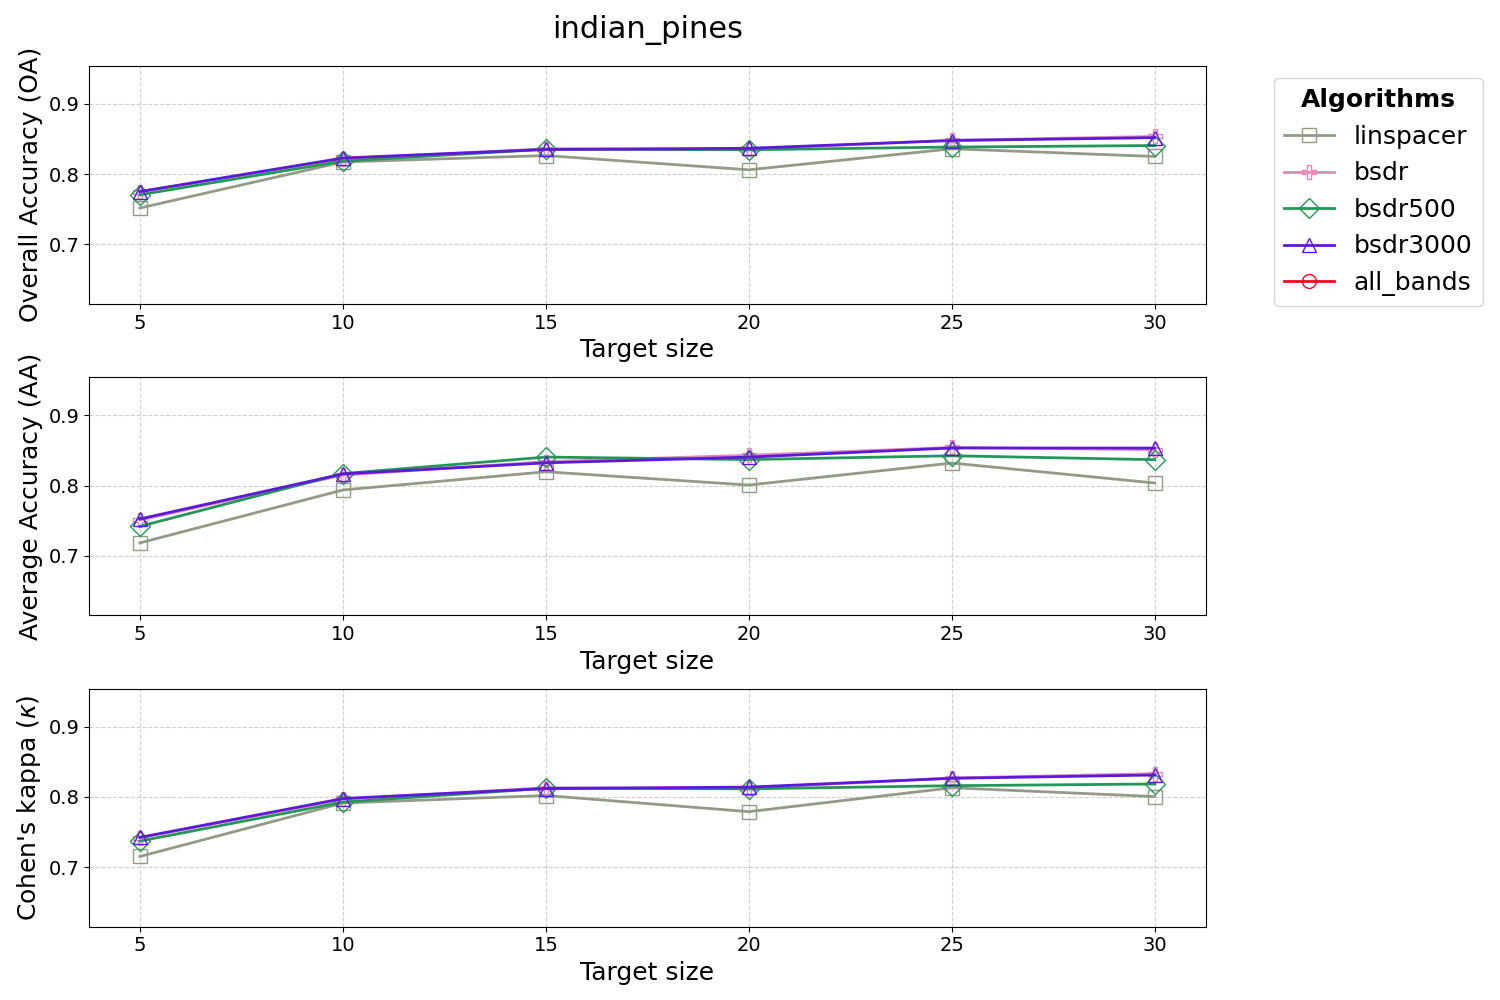 indian_pines
Overall Accuracy (OA)
0.9
0.8
0.7
5 10 15 20 25 30
Target size
Average Accuracy (AA)
0.9
0.8
0.7
5 10 15 20 25 30
Target size
Cohen's kappa (κ)
0.9
0.8
0.7
5 10 15 20 25 30
Target size
Algorithms
linspacer
bsdr
bsdr500
bsdr3000
all_bands